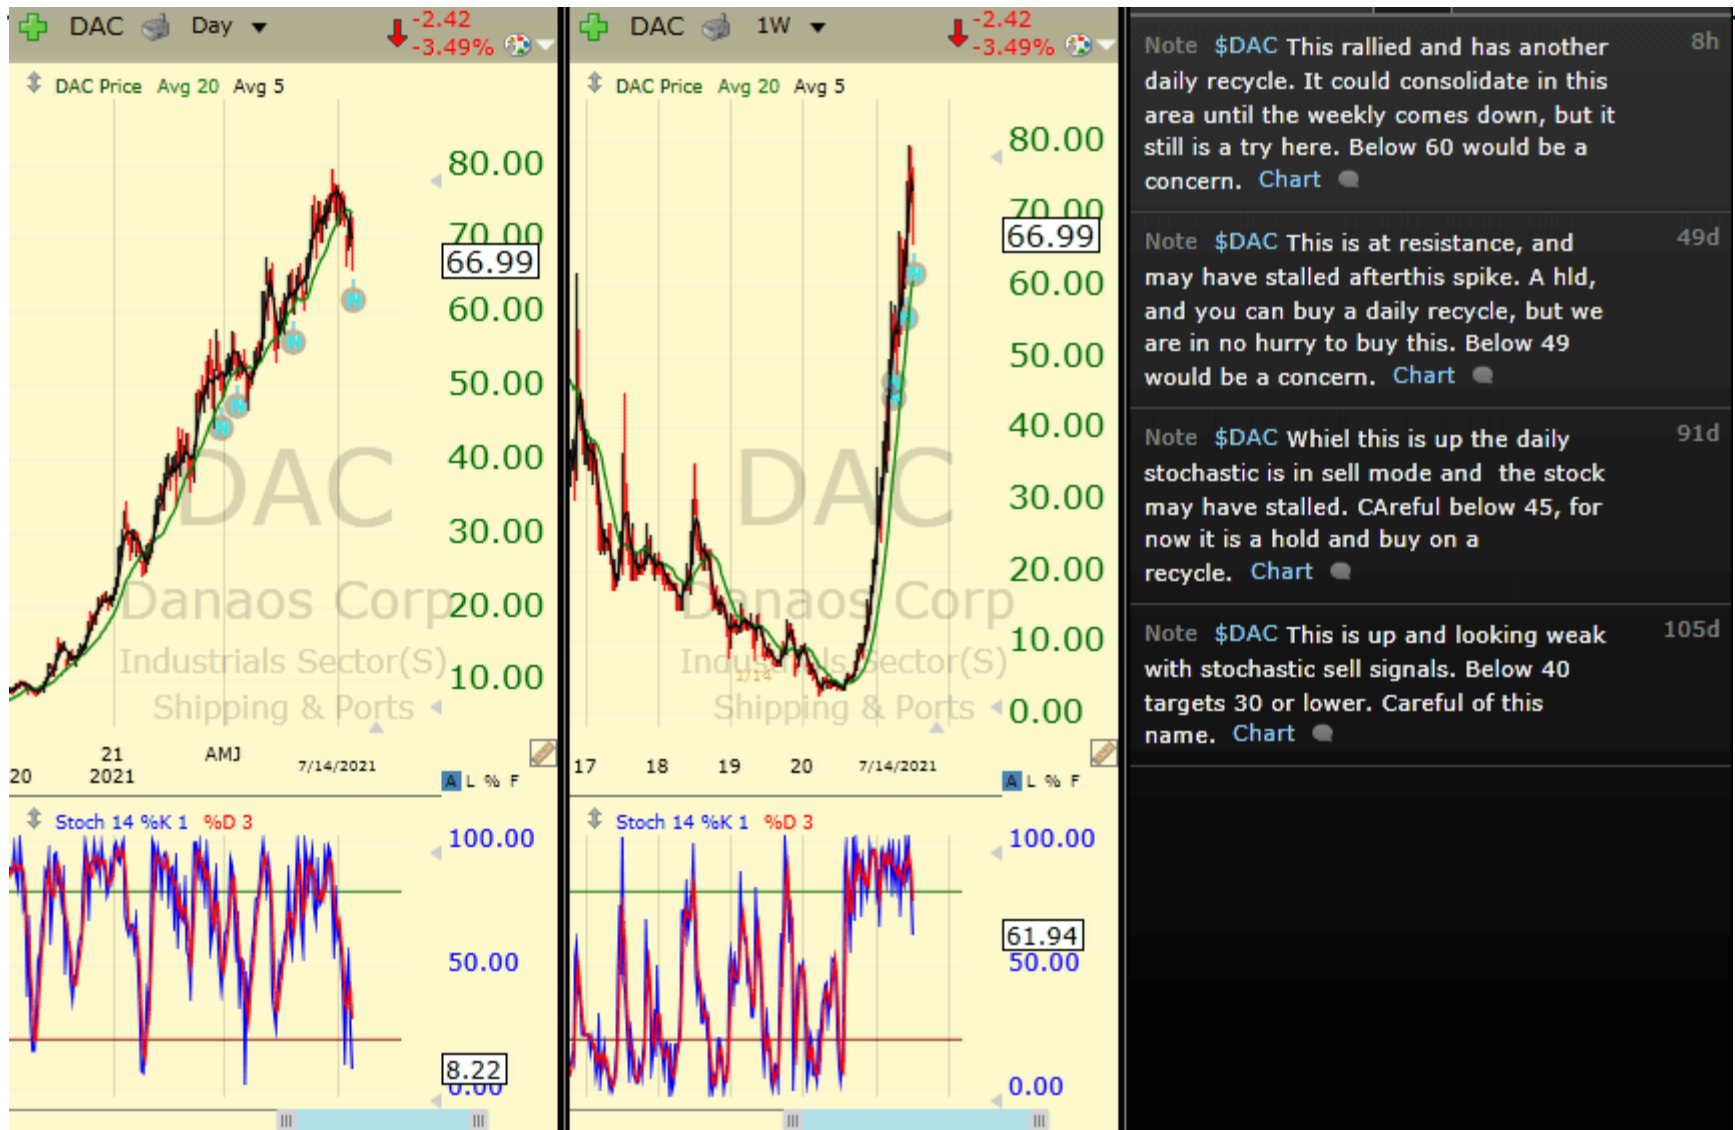 DAC Day -2.42
-3.49%
DAC Price Avg 20 Avg 5
80.00
70.00
66.99
60.00
50.00
40.00
30.00
20.00
10.00
N
N
N
N
DAC
Danaos Corp
Industrials Sector(S)
Shipping & Ports
20 21 2021 AMJ 7/14/2021
A L % F
Stoch 14 %K 1 %D 3
100.00
50.00
8.22
0.00
DAC 1W -2.42
-3.49%
DAC Price Avg 20 Avg 5
80.00
70.00
66.99
60.00
50.00
40.00
30.00
20.00
10.00
0.00
N
N
N
N
DAC
Danaos Corp
Industrials Sector(S)
1/14
Shipping & Ports
17 18 19 20 7/14/2021
A L % F
Stoch 14 %K 1 %D 3
100.00
61.94
50.00
0.00
Note $DAC This rallied and has another 8h
daily recycle. It could consolidate in this
area until the weekly comes down, but it
still is a try here. Below 60 would be a
concern. Chart
Note $DAC This is at resistance, and 49d
may have stalled afterthis spike. A hld,
and you can buy a daily recycle, but we
are in no hurry to buy this. Below 49
would be a concern. Chart
Note $DAC Whiel this is up the daily 91d
stochastic is in sell mode and the stock
may have stalled. CAreful below 45, for
now it is a hold and buy on a
recycle. Chart
Note $DAC This is up and looking weak 105d
with stochastic sell signals. Below 40
targets 30 or lower. Careful of this
name. Chart